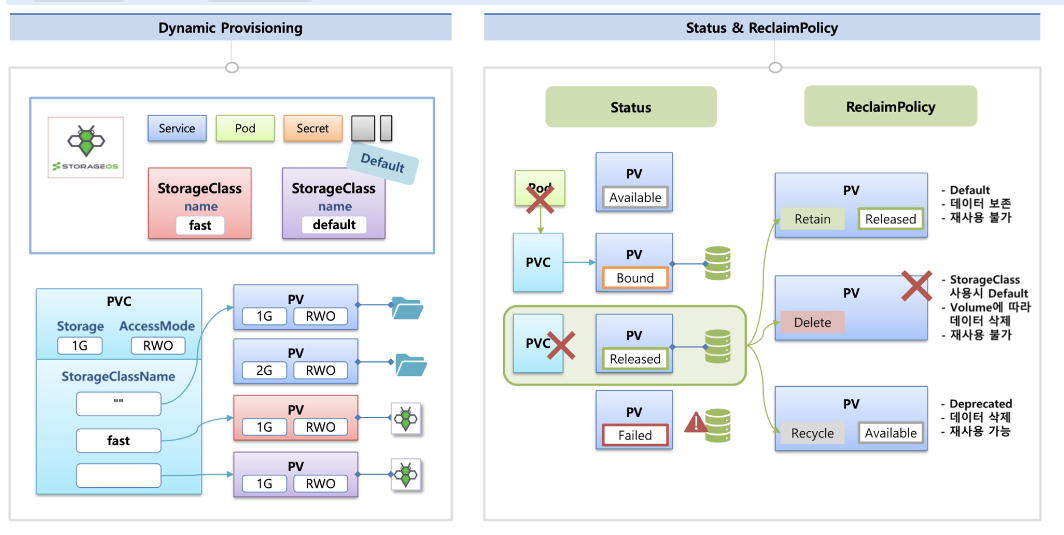 Dynamic Provisioning
STORAGEOS
Service
Pod
Secret
Default
StorageClass
name
fast
StorageClass
name
default
PVC
Storage
AccessMode
1G
RWO
StorageClassName
""
fast
PV
1G
RWO
PV
2G
RWO
PV
1G
RWO
PV
1G
RWO
Status & ReclaimPolicy
Status
ReclaimPolicy
Pod
PV
Available
PVC
PV
Bound
PVC
PV
Released
PV
Failed
PV
Retain
Released
- Default
- 데이터 보존
- 재사용 불가
PV
Delete
- StorageClass
사용시 Default
- Volume에 따라
데이터 삭제
- 재사용 불가
PV
Recycle
Available
- Deprecated
- 데이터 삭제
- 재사용 가능